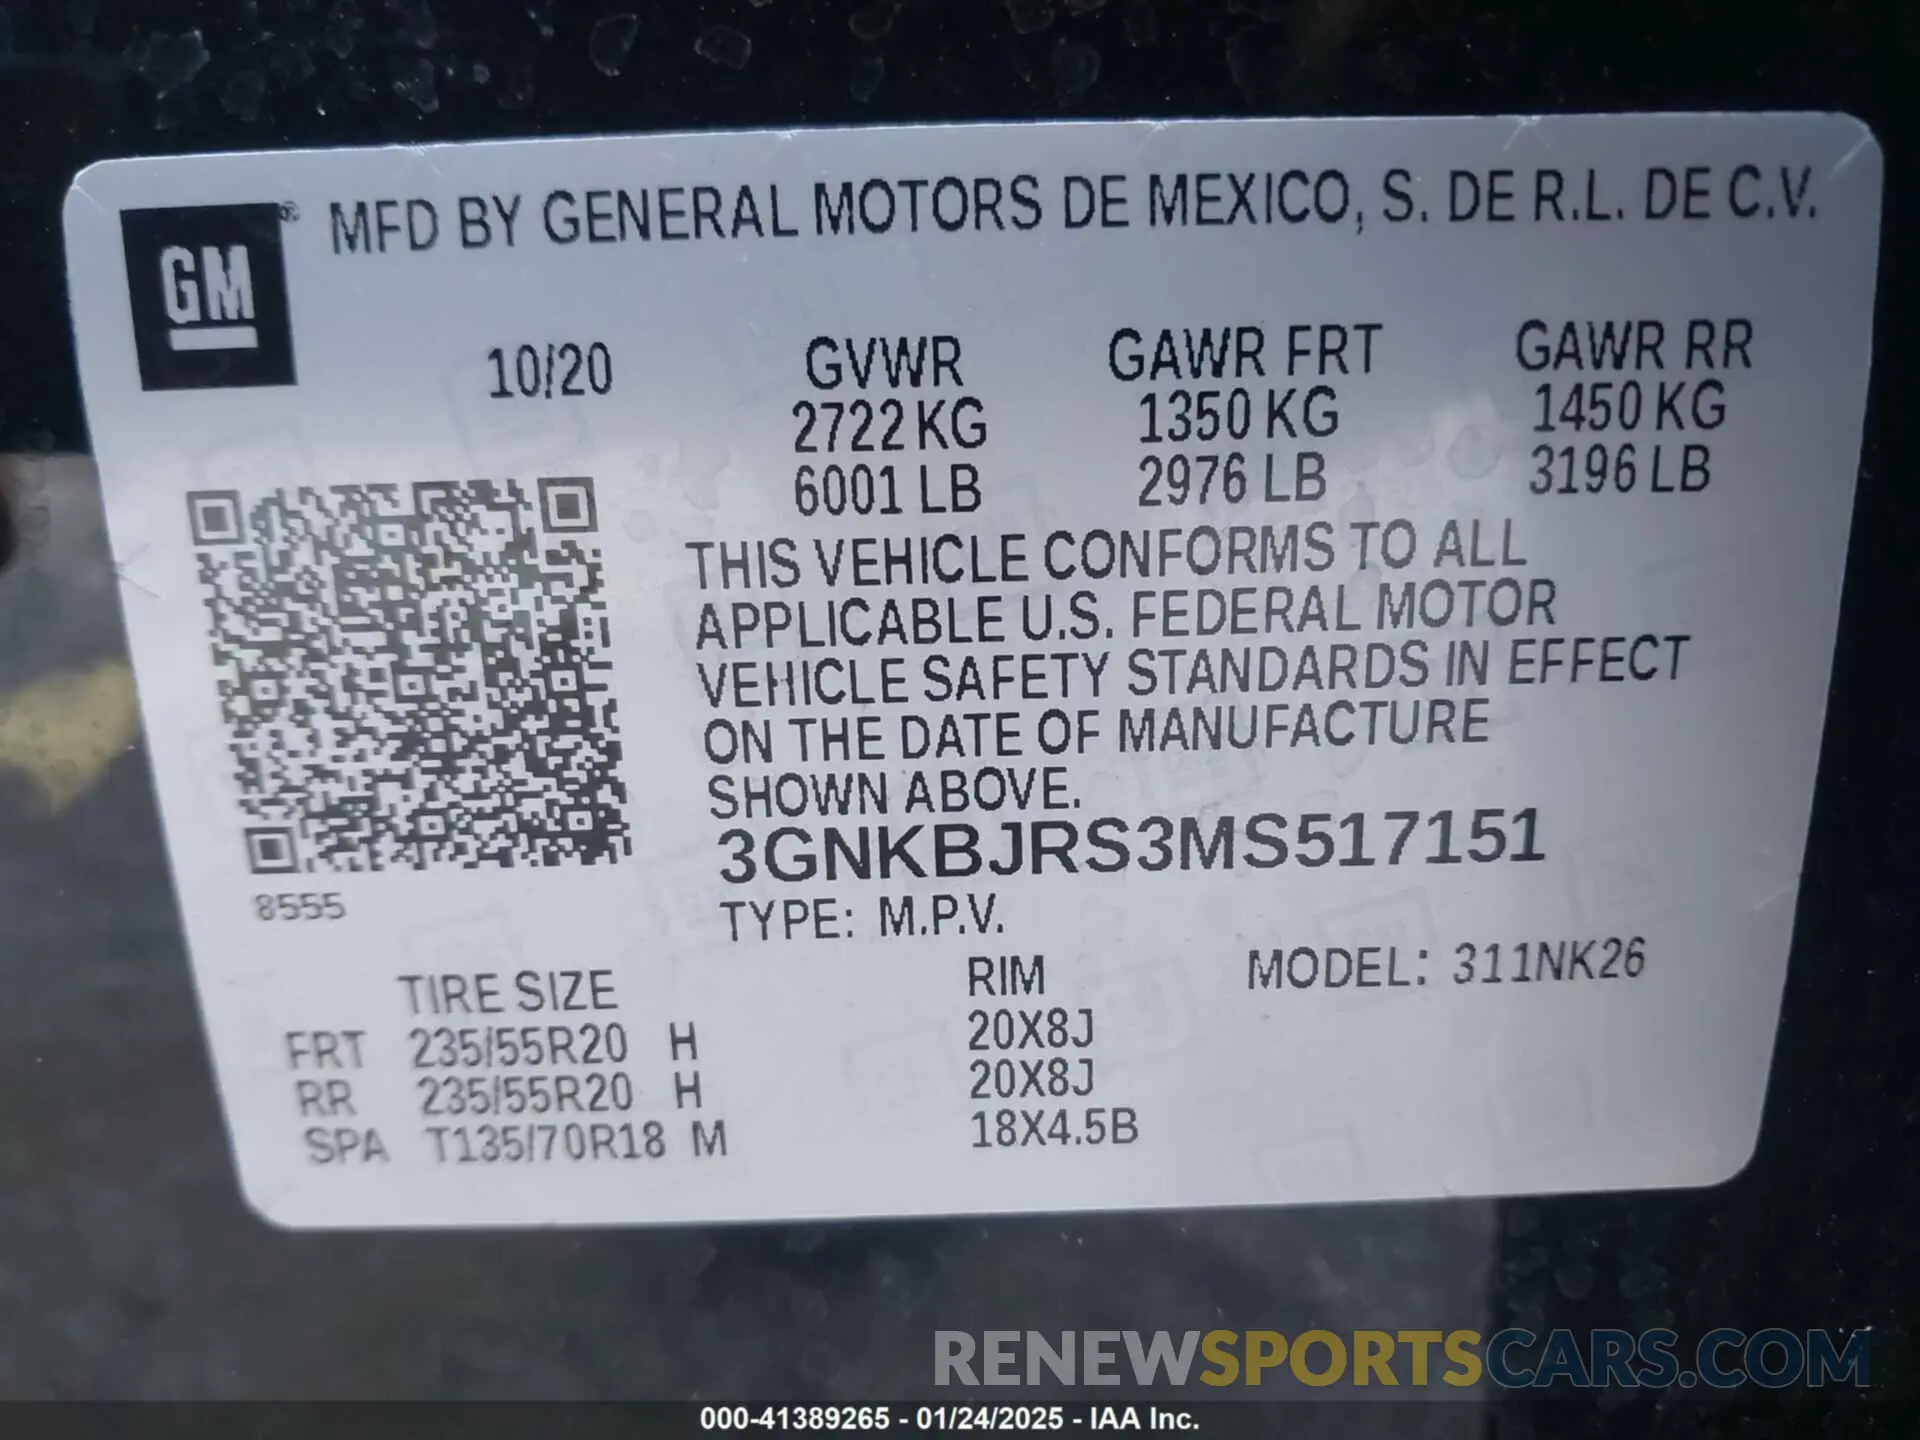 GM® MFD BY GENERAL MOTORS DE MEXICO, S. DE R.L. DE C.V.
10/20 GVWR GAWR FRT GAWR RR
2722 KG 1350 KG 1450 KG
6001 LB 2976 LB 3196 LB
THIS VEHICLE CONFORMS TO ALL
APPLICABLE U.S. FEDERAL MOTOR
VEHICLE SAFETY STANDARDS IN EFFECT
ON THE DATE OF MANUFACTURE
SHOWN ABOVE.
3GNKBJRS3MS517151
8555
TYPE: M.P.V.
TIRE SIZE RIM MODEL: 311NK26
FRT 235/55R20 H 20X8J
RR 235/55R20 H 20X8J
SPA T135/70R18 M 18X4.5B
RENEWSPORTSCARS.COM
000-41389265 - 01/24/2025 - IAA Inc.